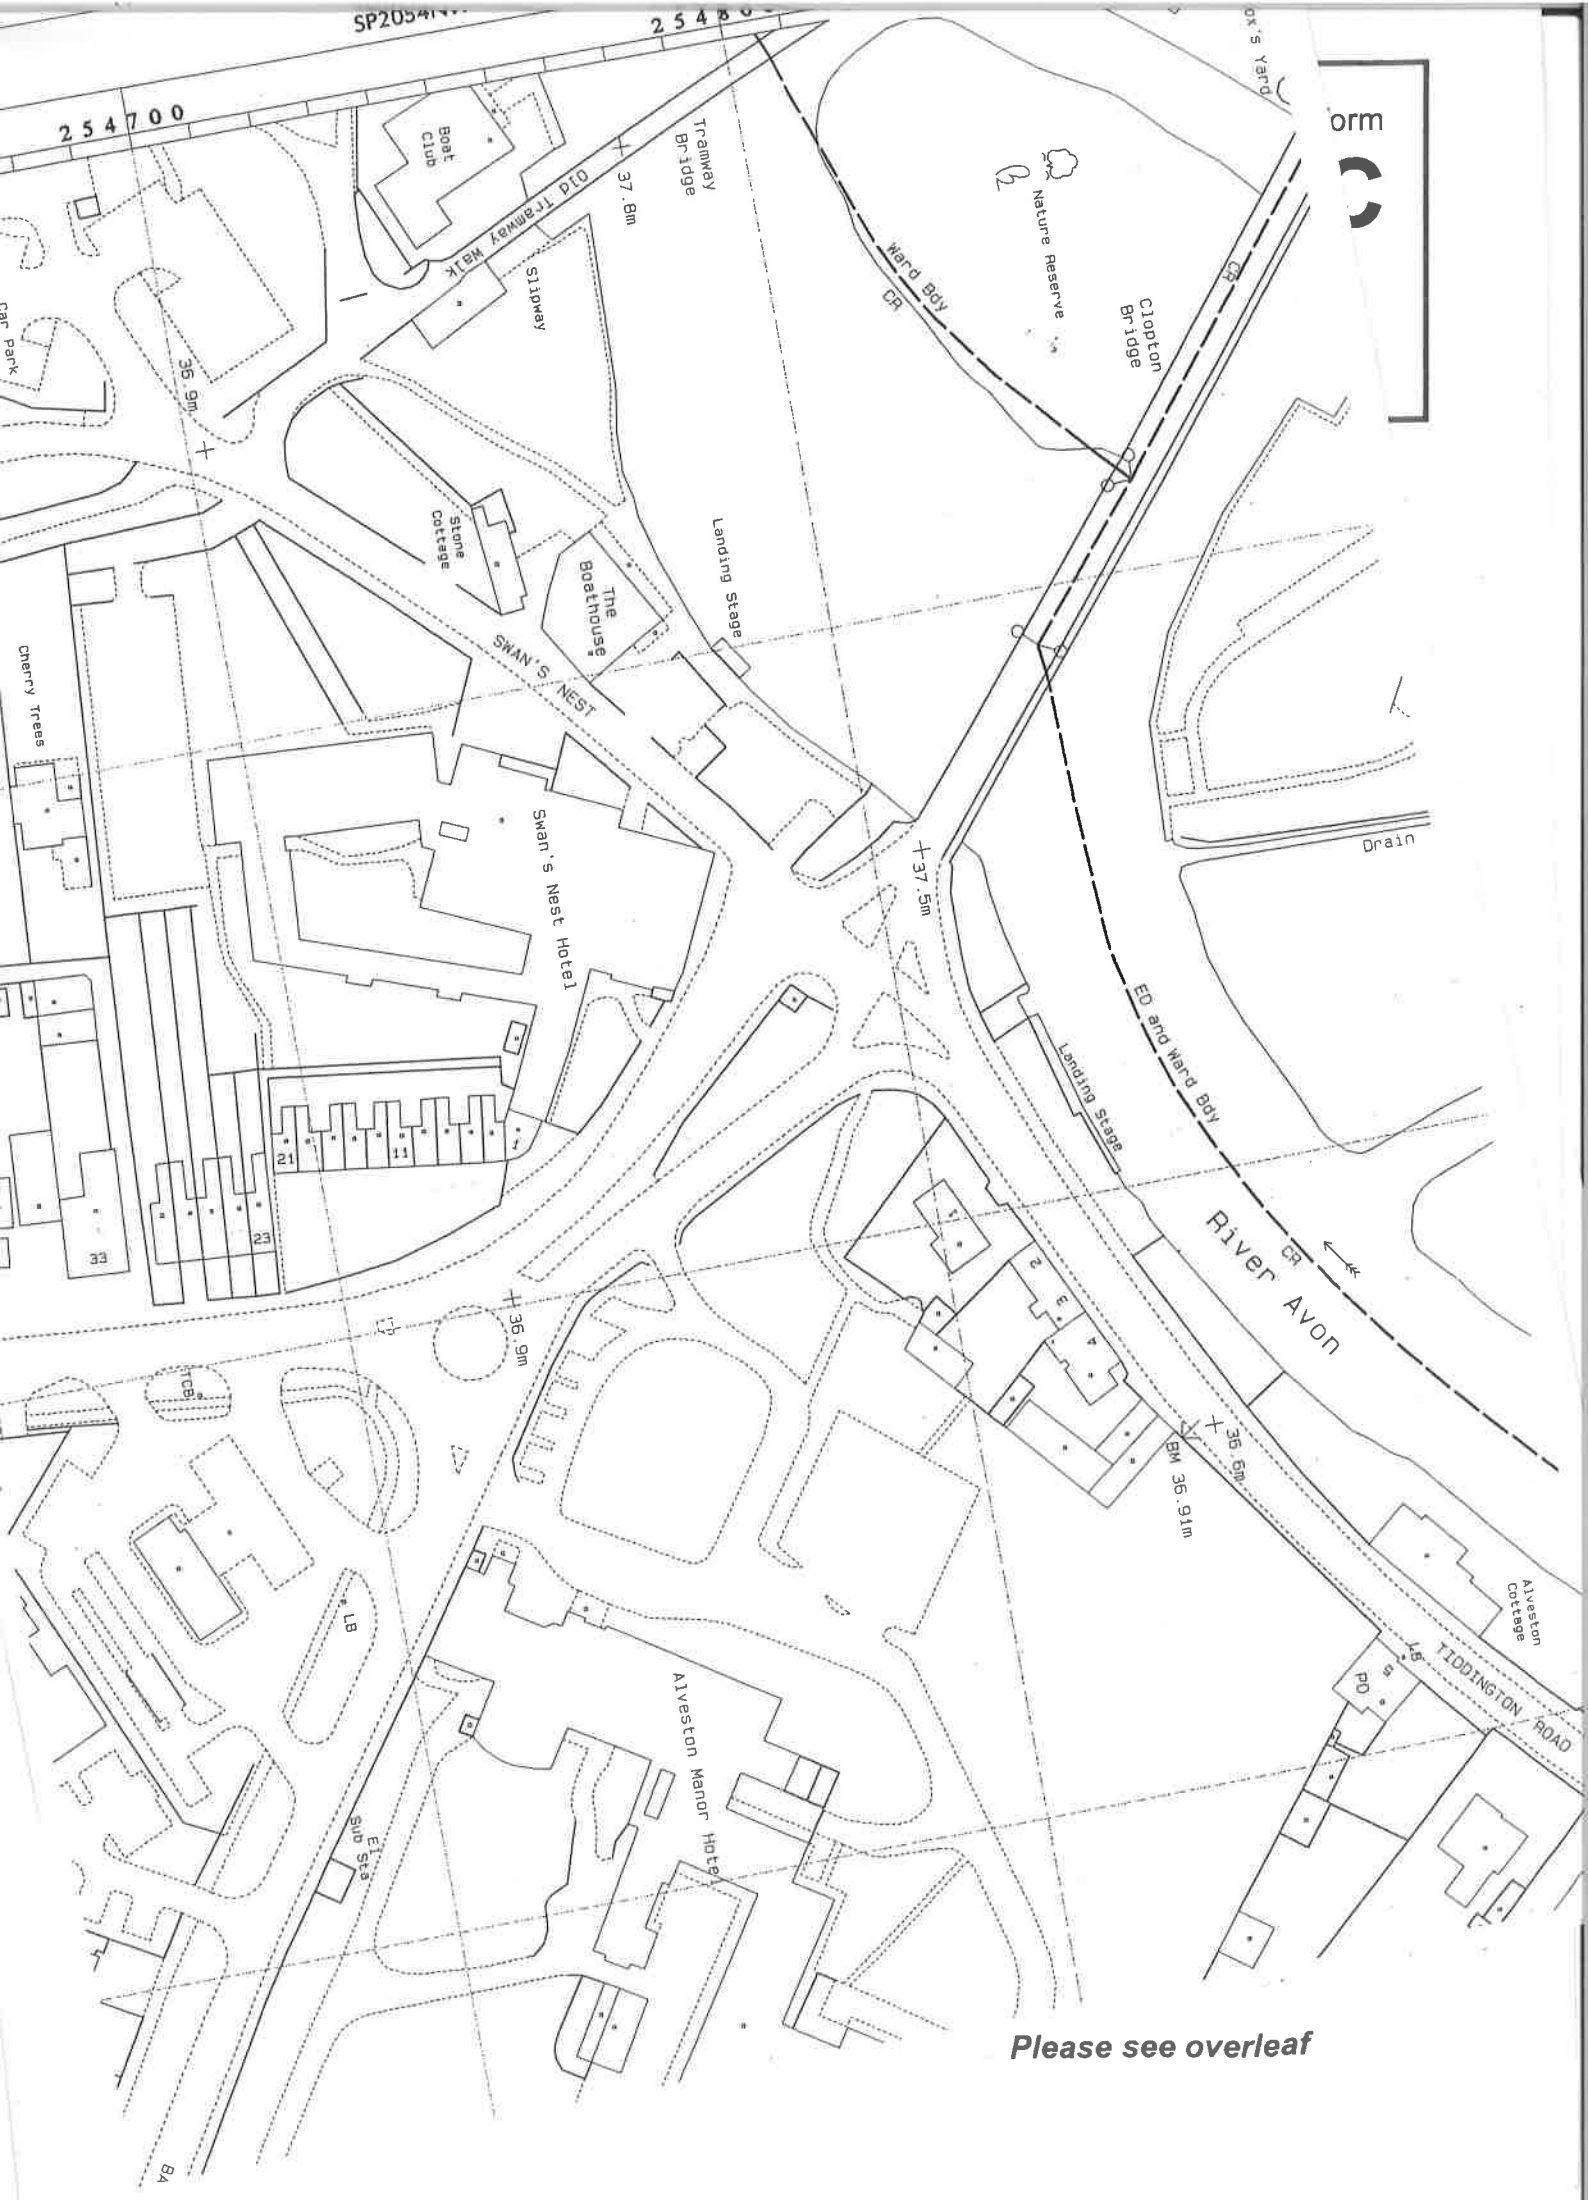 SP2054
254700
orm
C
Boat
Club
Old Tramway Walk
37.8m
Tramway
Bridge
Slipway
Car Park
36.9m
Ward Bdy
CR
Nature Reserve
Clopton
Bridge
CR
Stone
Cottage
The
Boathouse
Landing Stage
SWAN'S NEST
Cherry Trees
Swan's Nest Hotel
37.5m
Drain
ED and Ward Bdy
Landing Stage
River Avon
CR
21
11
1
23
33
36.9m
1
2
3
4
TCB
BM 36.91m
36.6m
LB
Alveston
Cottage
LB
TIDDINGTON ROAD
5
PO
Alveston Manor Hotel
El
Sub Sta
Please see overleaf